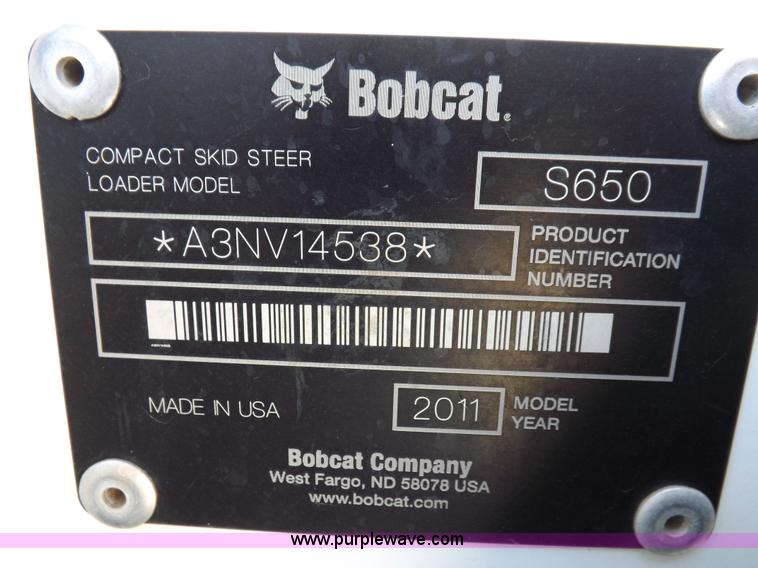 Bobcat
COMPACT SKID STEER
LOADER MODEL
S650
*A3NV14538*
PRODUCT
IDENTIFICATION
NUMBER
MADE IN USA
2011
MODEL
YEAR
Bobcat Company
West Fargo, ND 58078 USA
www.bobcat.com
www.purplewave.com